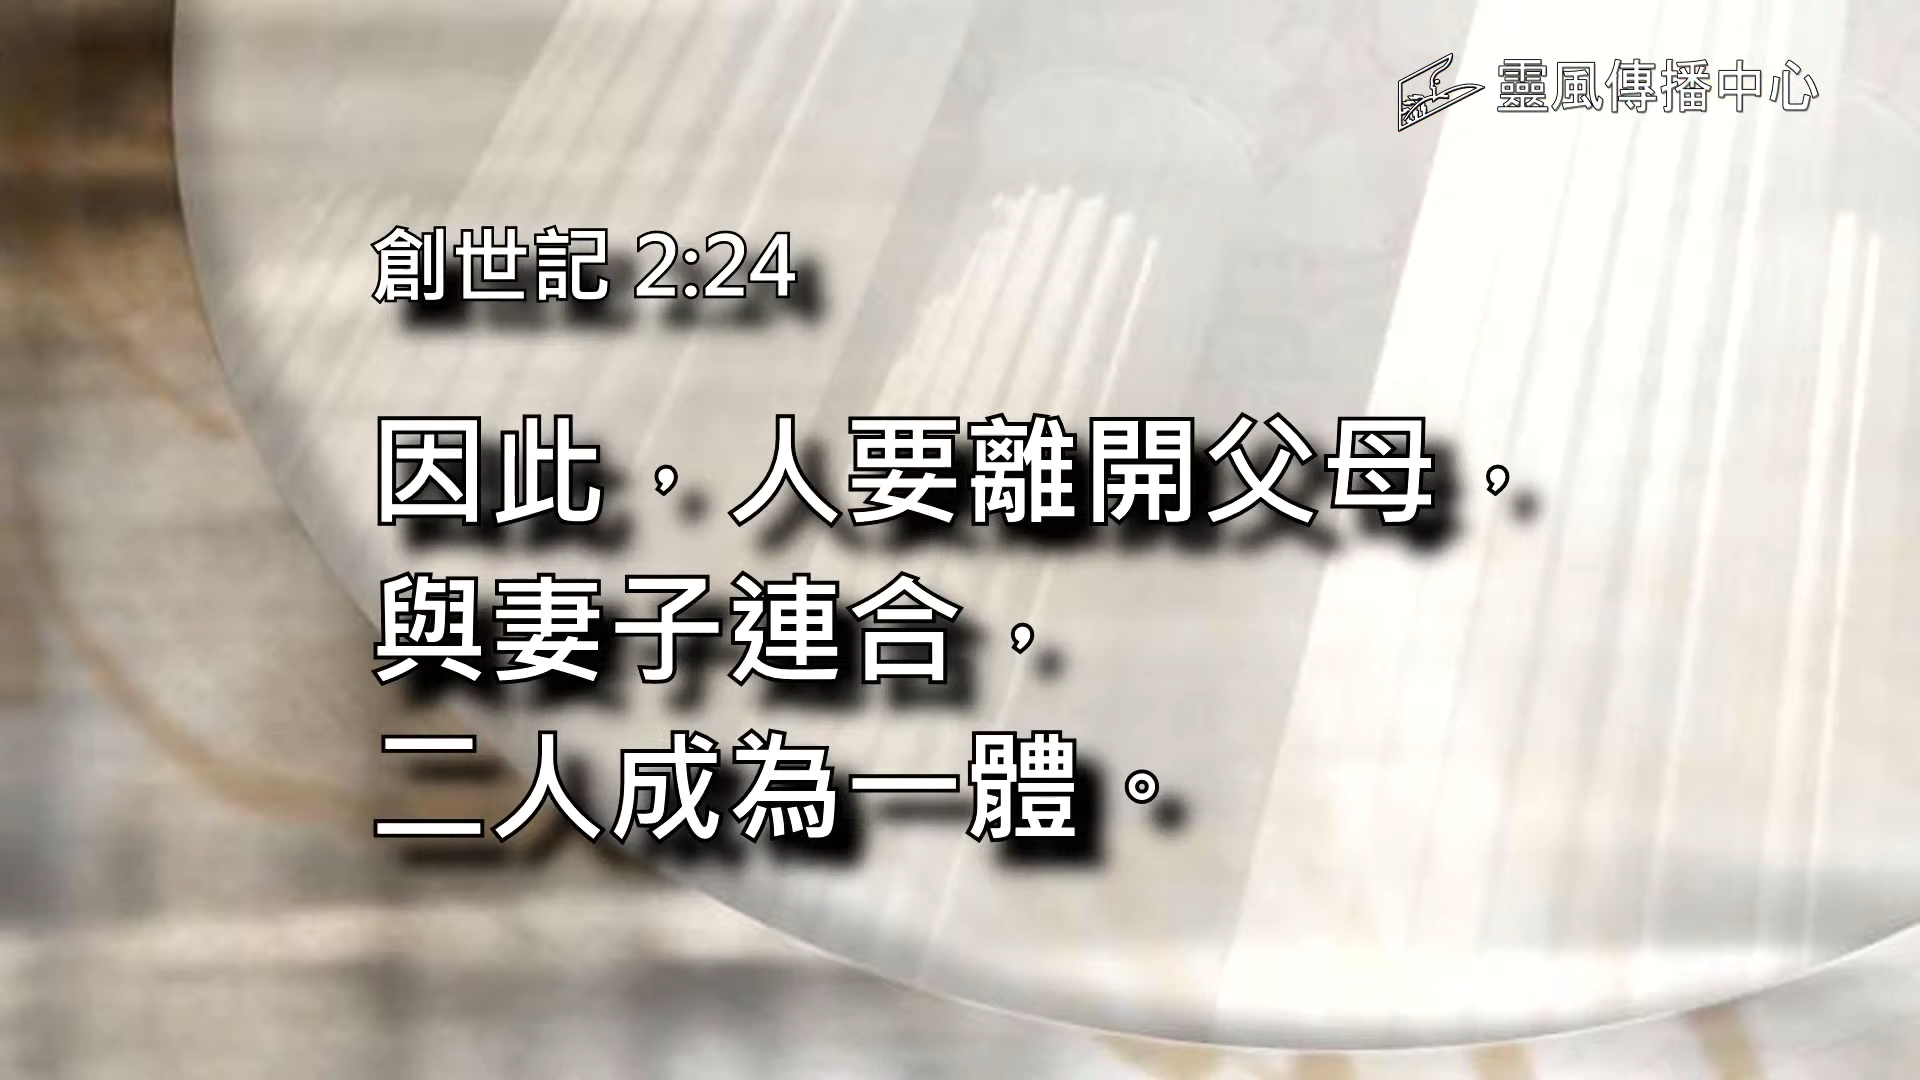 靈風傳播中心
創世記 2:24
因此，人要離開父母，
與妻子連合，
二人成為一體。